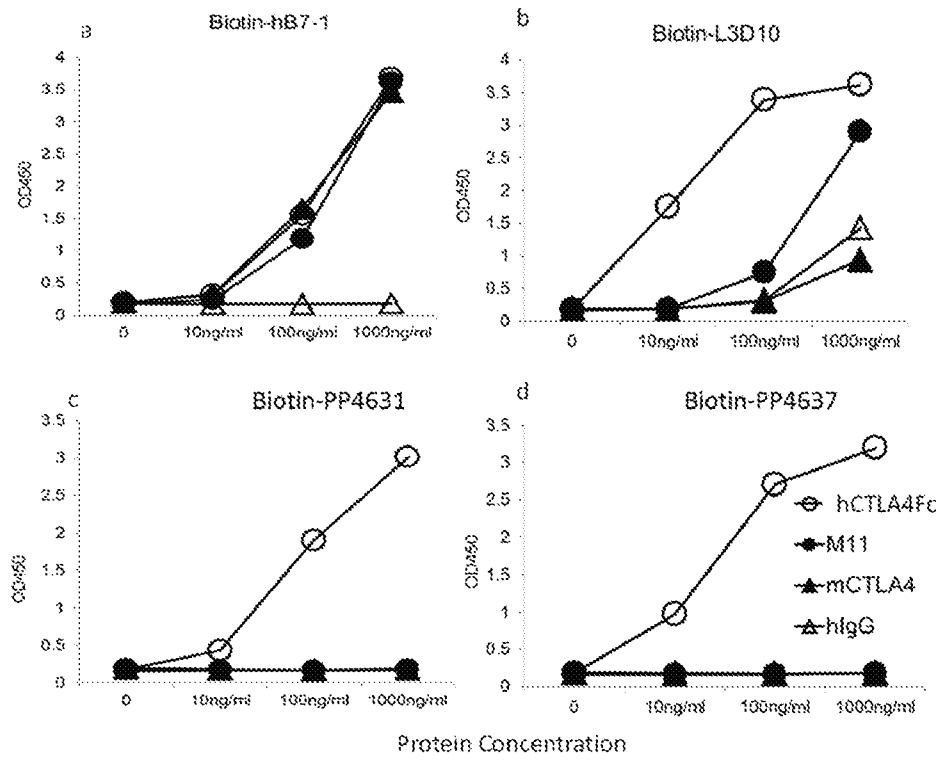 a
Biotin-hB7-1
4
3.5
3
2.5
2
1.5
1
0.5
0
OD450
0
10ng/ml
100ng/ml
1000ng/ml
b
Biotin-L3D10
4
3.5
3
2.5
2
1.5
1
0.5
0
OD450
0
10ng/ml
100ng/ml
1000ng/ml
c
Biotin-PP4631
3.5
3
2.5
2
1.5
1
0.5
0
OD450
0
10ng/ml
100ng/ml
1000ng/ml
d
Biotin-PP4637
3.5
3
2.5
2
1.5
1
0.5
0
OD450
0
10ng/ml
100ng/ml
1000ng/ml
hCTLA4Fc
M11
mCTLA4
hIgG
Protein Concentration